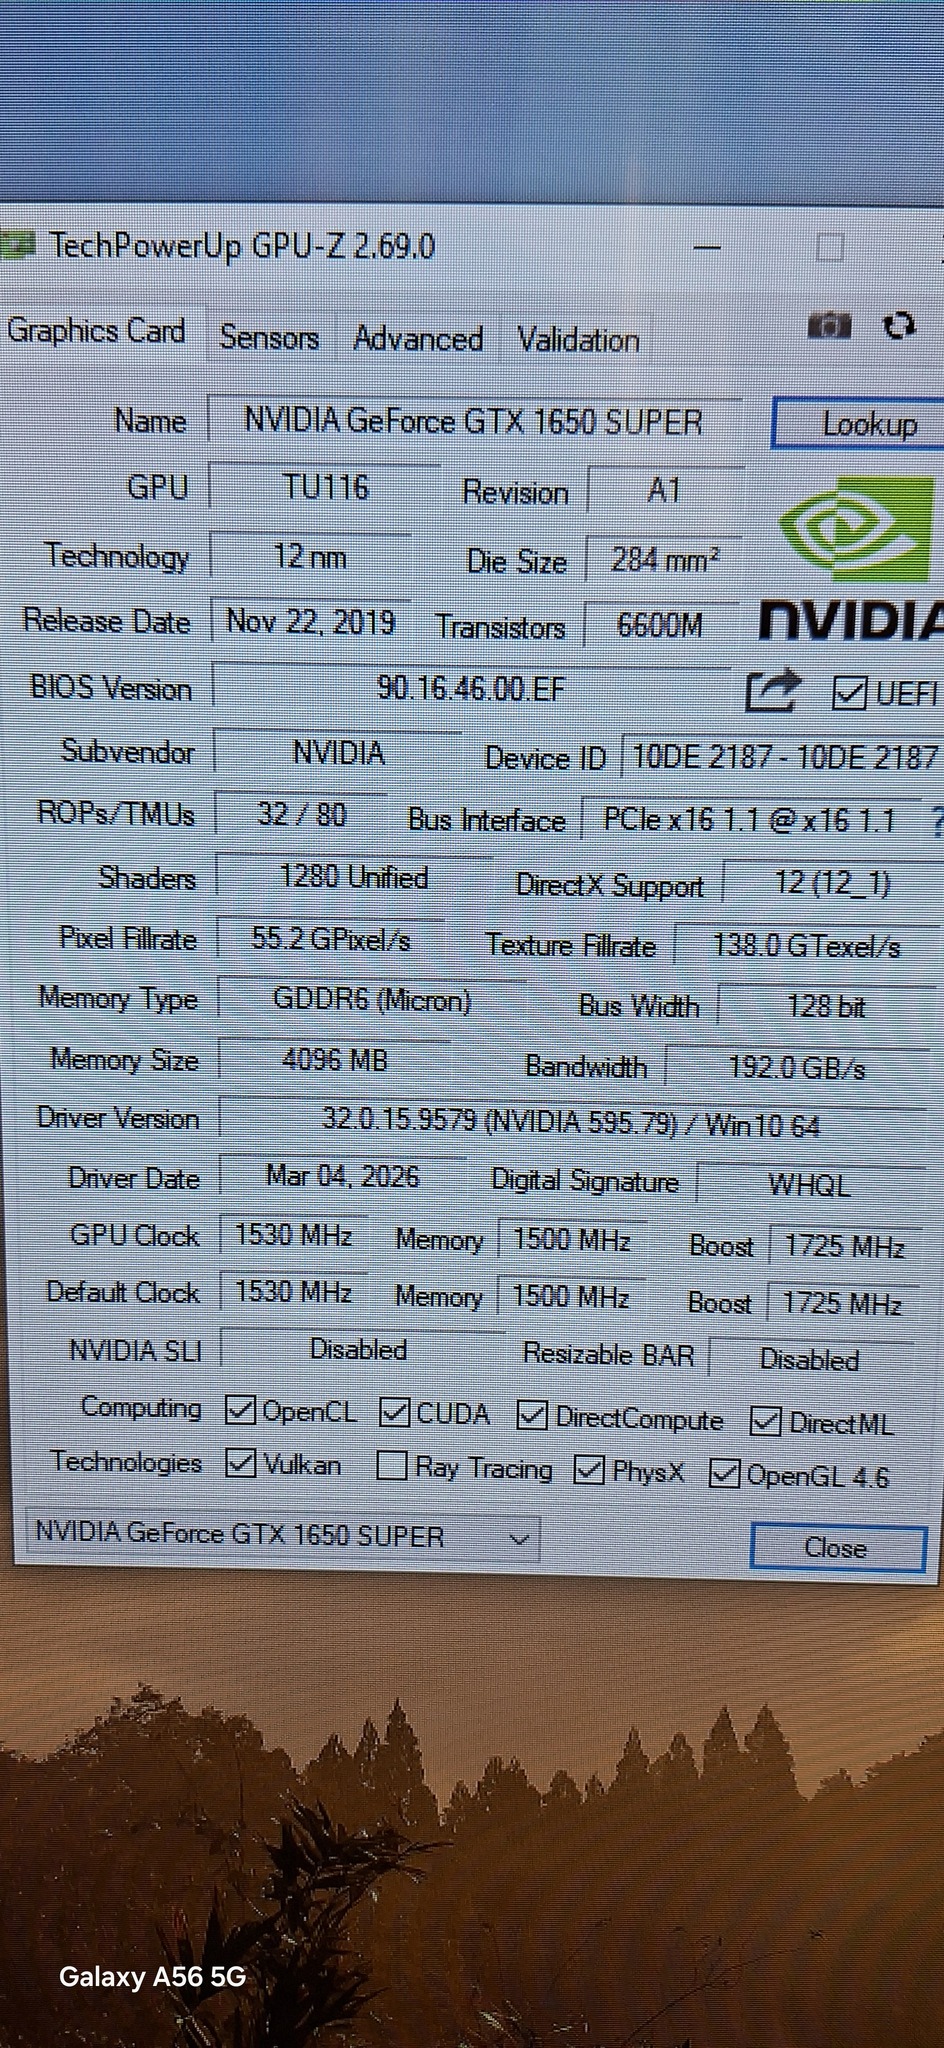 TechPowerUp GPU-Z 2.69.0
Graphics Card Sensors Advanced Validation
Name NVIDIA GeForce GTX 1650 SUPER Lookup
GPU TU116 Revision A1
Technology 12 nm Die Size 284 mm²
Release Date Nov 22, 2019 Transistors 6600M
NVIDIA
BIOS Version 90.16.46.00.EF UEFI
Subvendor NVIDIA Device ID 10DE 2187 - 10DE 2187
ROPs/TMUs 32 / 80 Bus Interface PCIe x16 1.1 @ x16 1.1 ?
Shaders 1280 Unified DirectX Support 12 (12_1)
Pixel Fillrate 55.2 GPixel/s Texture Fillrate 138.0 GTexel/s
Memory Type GDDR6 (Micron) Bus Width 128 bit
Memory Size 4096 MB Bandwidth 192.0 GB/s
Driver Version 32.0.15.9579 (NVIDIA 595.79) / Win10 64
Driver Date Mar 04, 2026 Digital Signature WHQL
GPU Clock 1530 MHz Memory 1500 MHz Boost 1725 MHz
Default Clock 1530 MHz Memory 1500 MHz Boost 1725 MHz
NVIDIA SLI Disabled Resizable BAR Disabled
Computing OpenCL CUDA DirectCompute DirectML
Technologies Vulkan Ray Tracing PhysX OpenGL 4.6
NVIDIA GeForce GTX 1650 SUPER Close
Galaxy A56 5G